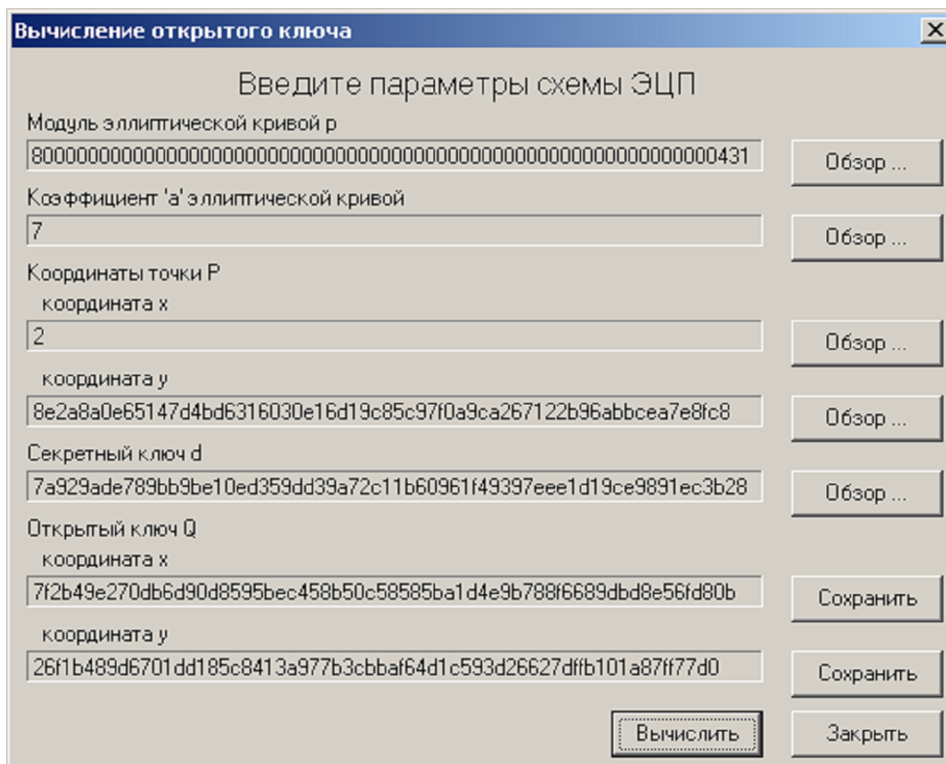 Вычисление открытого ключа
Введите параметры схемы ЭЦП
Модуль эллиптической кривой p
8000000000000000000000000000000000000000000000000000000000000431
Обзор ...
Коэффициент 'a' эллиптической кривой
7
Обзор ...
Координаты точки P
координата x
2
Обзор ...
координата y
8e2a8a0e65147d4bd6316030e16d19c85c97f0a9ca267122b96abbcea7e8fc8
Обзор ...
Секретный ключ d
7a929ade789bb9be10ed359dd39a72c11b60961f49397eee1d19ce9891ec3b28
Обзор ...
Открытый ключ Q
координата x
7f2b49e270db6d90d8595bec458b50c58585ba1d4e9b788f6689dbd8e56fd80b
Сохранить
координата y
26f1b489d6701dd185c8413a977b3cbbaf64d1c593d26627dffb101a87ff77d0
Сохранить
Вычислить
Закрыть